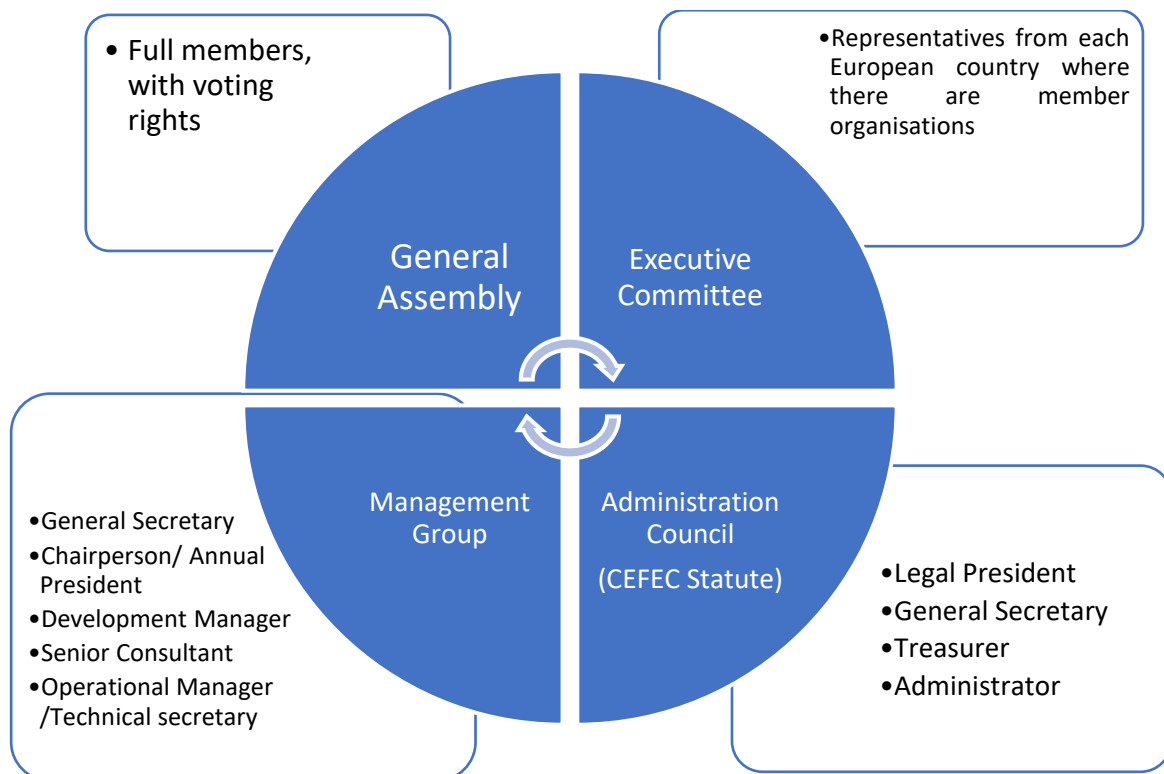 • Full members,
with voting
rights
•Representatives from each
European country where
there are member
organisations
General
Assembly
Executive
Committee
Management
Group
Administration
Council
(CEFEC Statute)
•General Secretary
•Chairperson/ Annual
President
•Development Manager
•Senior Consultant
•Operational Manager
/Technical secretary
•Legal President
•General Secretary
•Treasurer
•Administrator